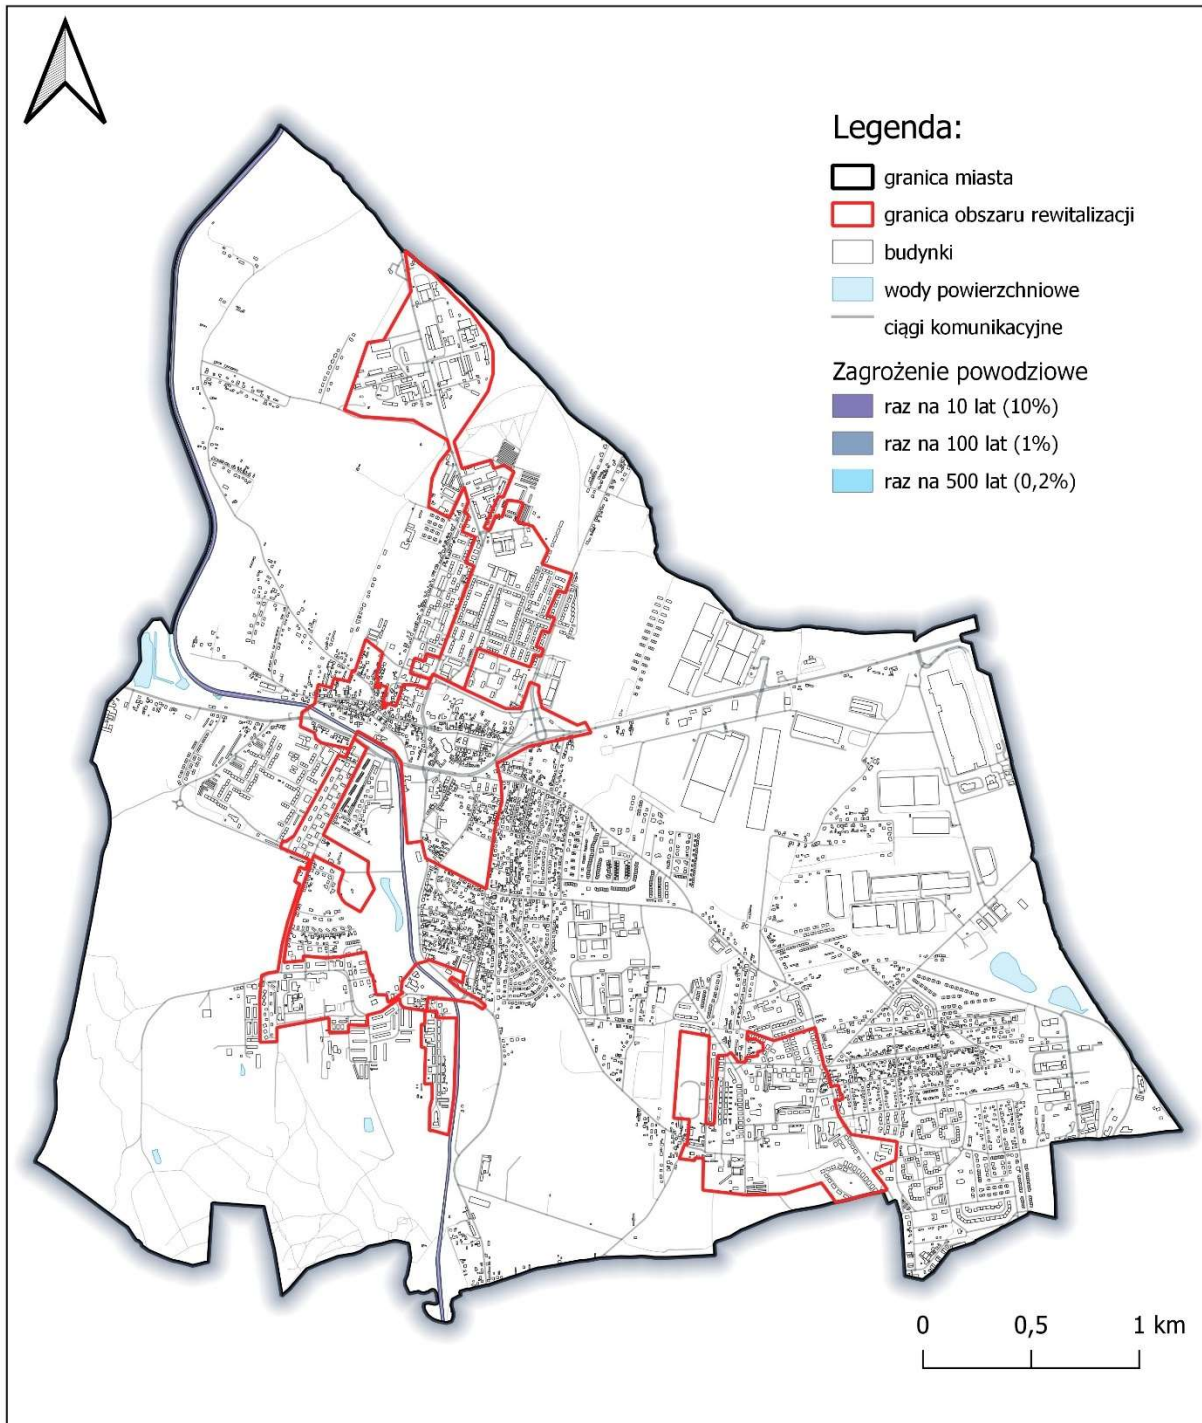 Legenda:
granica miasta
granica obszaru rewitalizacji
budynki
wody powierzchniowe
ciągi komunikacyjne
Zagrożenie powodziowe
raz na 10 lat (10%)
raz na 100 lat (1%)
raz na 500 lat (0,2%)
0 0,5 1 km